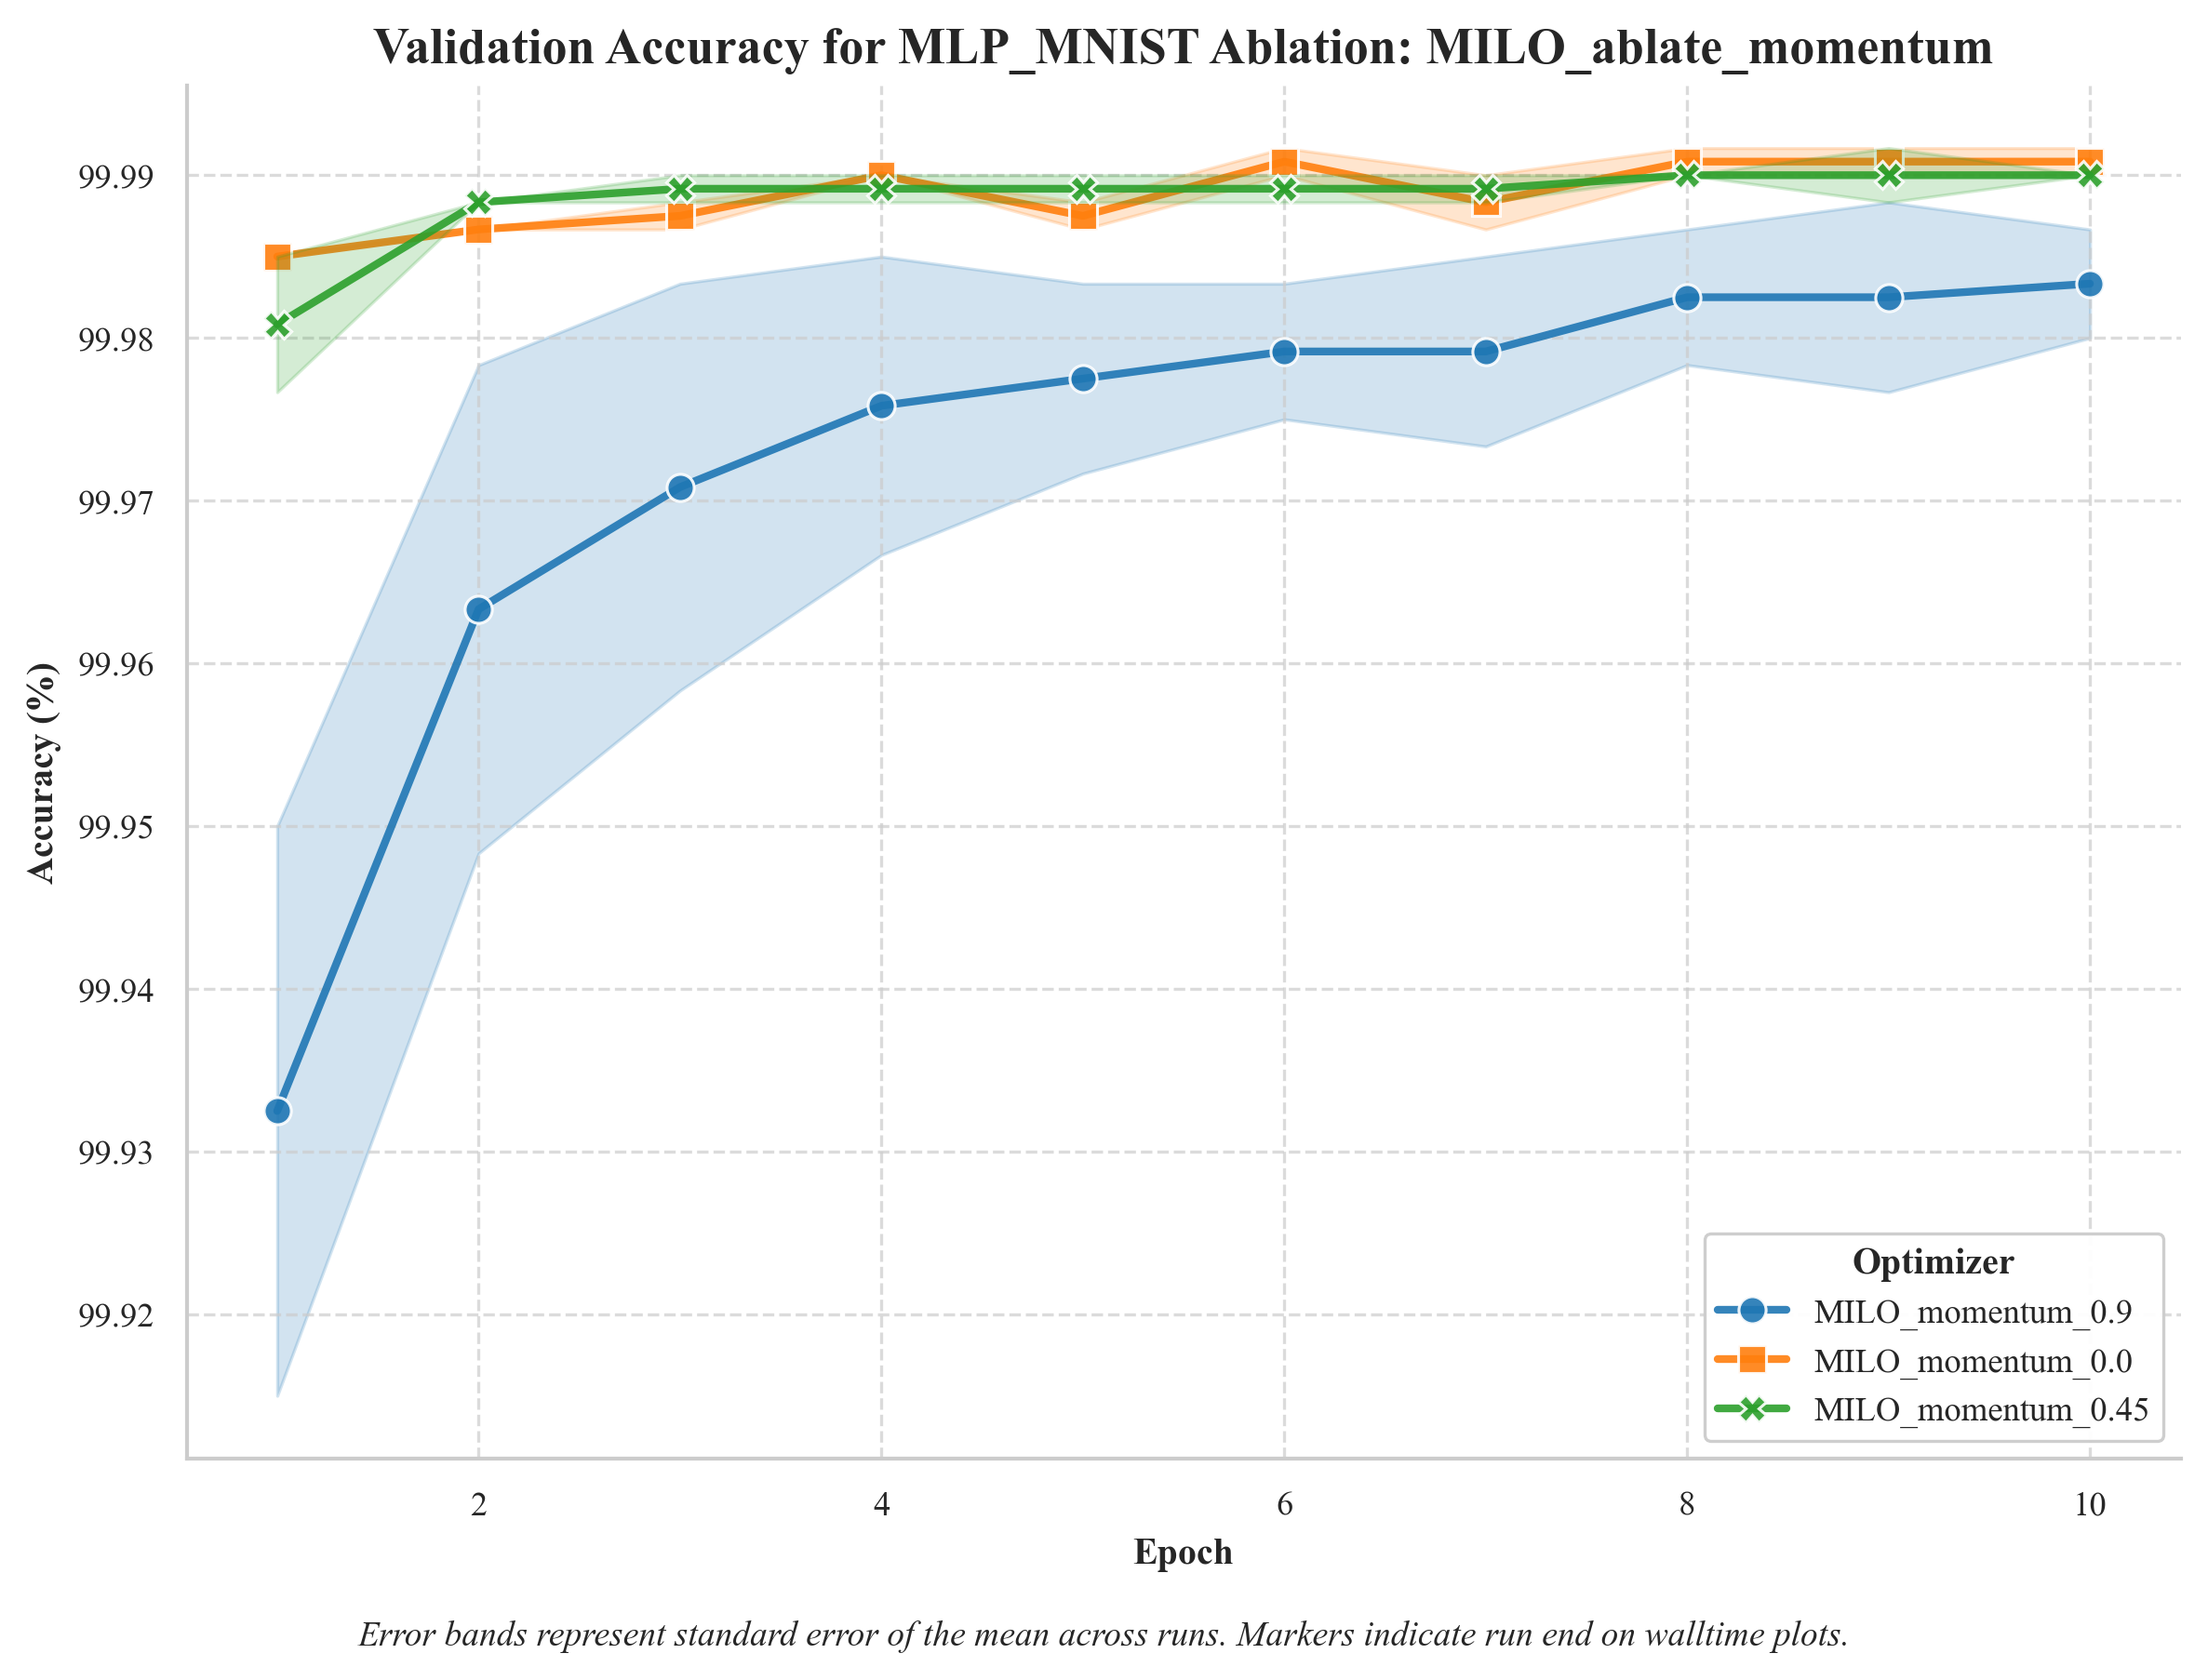 Validation Accuracy for MLP_MNIST Ablation: MILO_ablate_momentum
99.99
99.98
99.97
99.96
99.95
99.94
99.93
99.92
Accuracy (%)
Optimizer
MILO_momentum_0.9
MILO_momentum_0.0
MILO_momentum_0.45
2 4 6 8 10
Epoch
Error bands represent standard error of the mean across runs. Markers indicate run end on walltime plots.